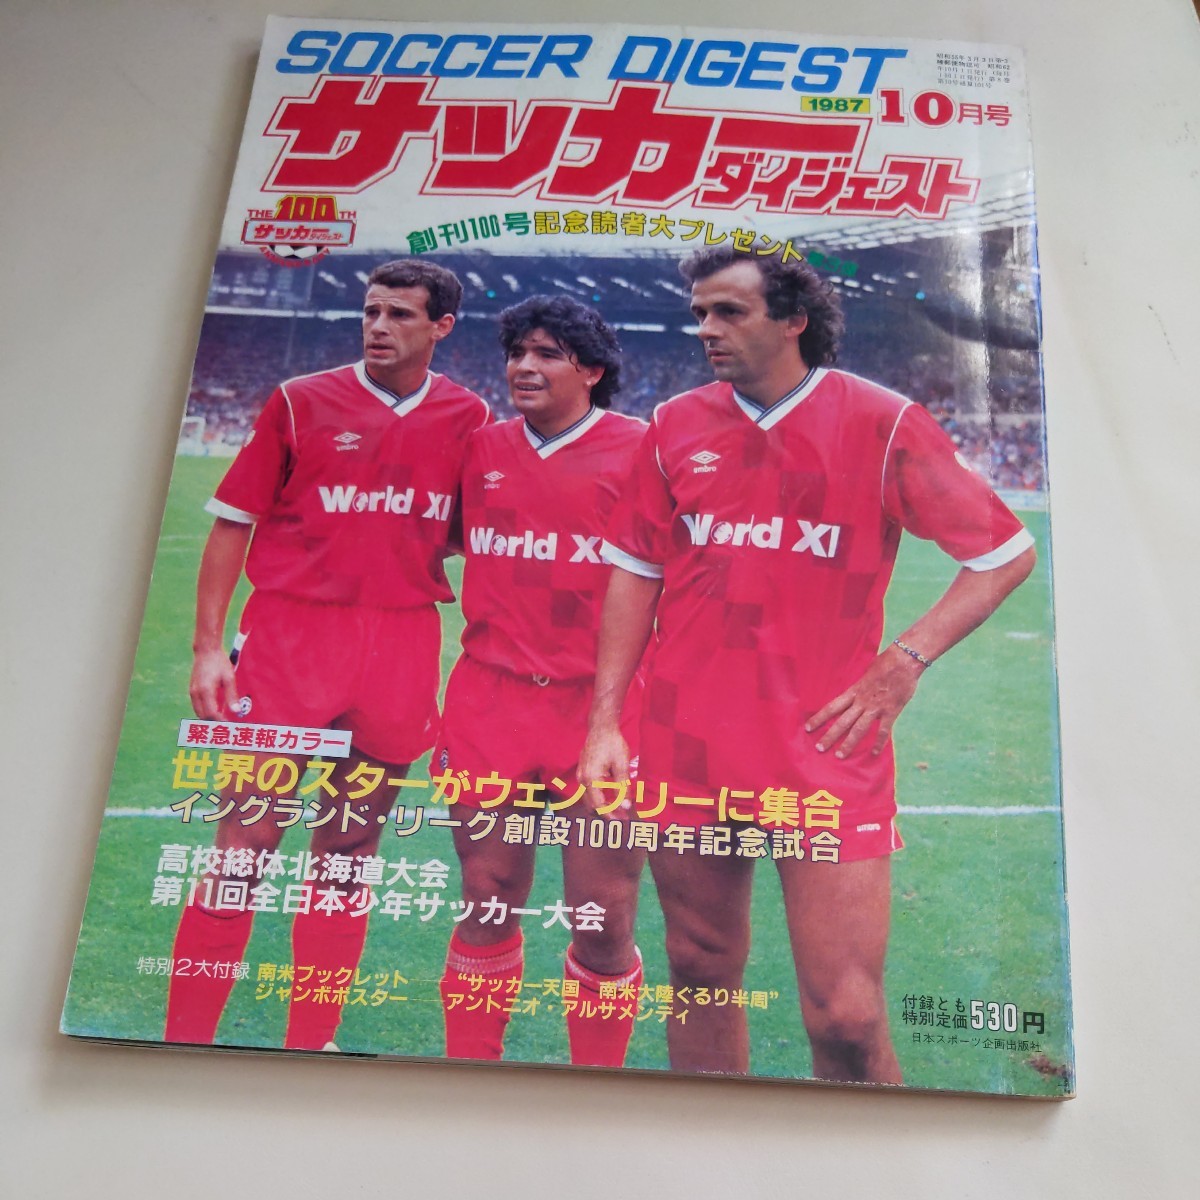 SOCCER DIGEST
1987
10月号
サッカーダイジェスト
THE 100TH
サッカーダイジェスト
創刊100号記念読者大プレゼント
umbro
World XI
umbro
World XI
umbro
World XI
umbro
緊急速報カラー
世界のスターがウェンブリーに集合
イングランド・リーグ創設100周年記念試合
高校総体北海道大会
第11回全日本少年サッカー大会
特別2大付録
南米ブックレット “サッカー天国 南米大陸ぐるり半周”
ジャンボポスター アントニオ・アルサメンディ
付録とも
特別定価530円
日本スポーツ企画出版社